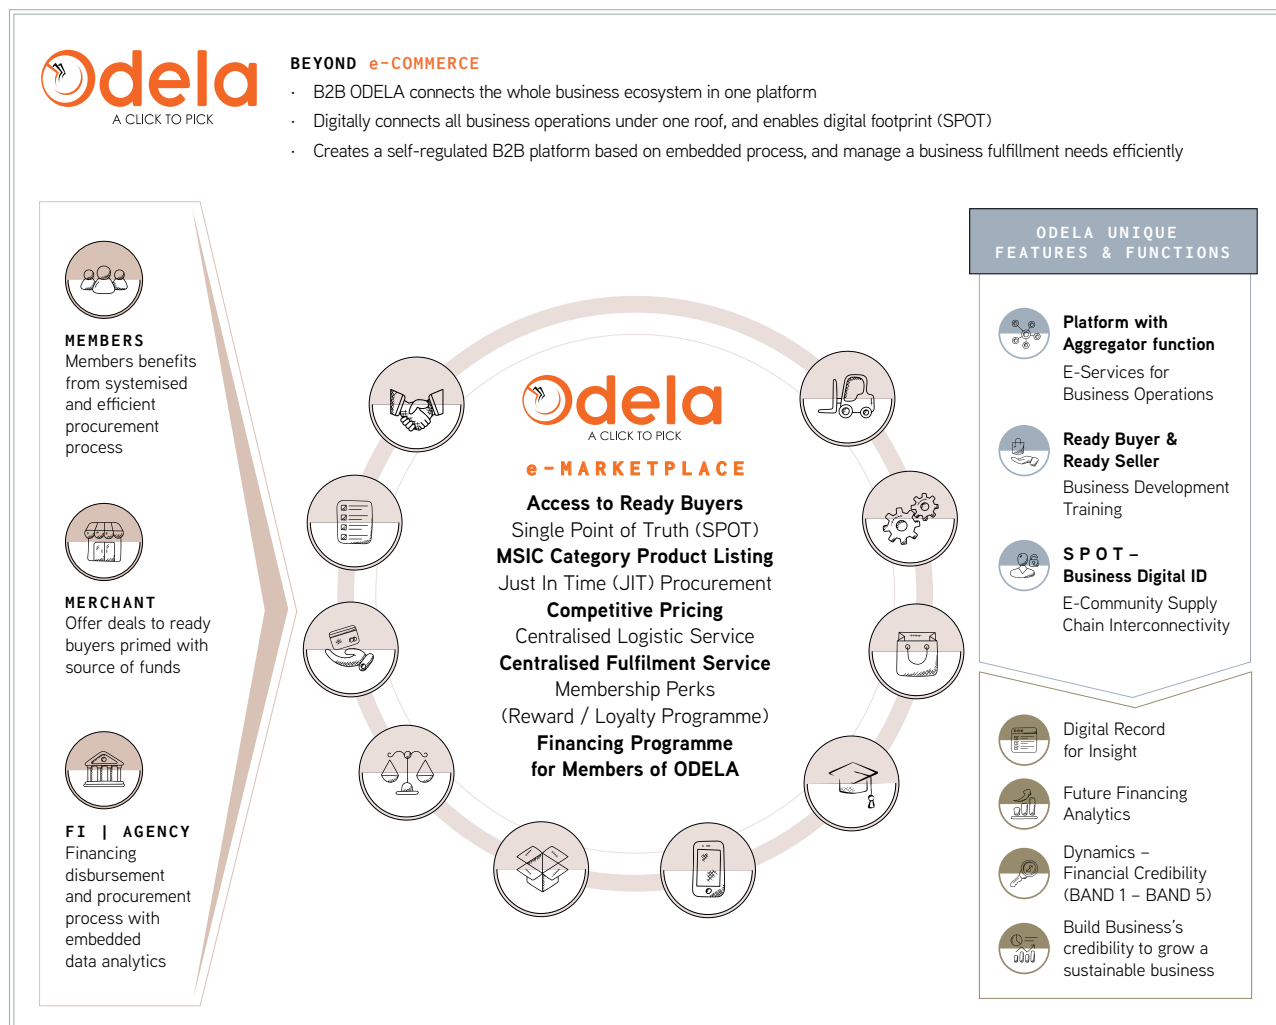 Odela
A CLICK TO PICK
BEYOND e-COMMERCE
· B2B ODELA connects the whole business ecosystem in one platform
· Digitally connects all business operations under one roof, and enables digital footprint (SPOT)
· Creates a self-regulated B2B platform based on embedded process, and manage a business fulfillment needs efficiently
MEMBERS
Members benefits
from systemised
and efficient
procurement
process
MERCHANT
Offer deals to ready
buyers primed with
source of funds
FI | AGENCY
Financing
disbursement
and procurement
process with
embedded
data analytics
Odela
A CLICK TO PICK
e-MARKETPLACE
Access to Ready Buyers
Single Point of Truth (SPOT)
MSIC Category Product Listing
Just In Time (JIT) Procurement
Competitive Pricing
Centralised Logistic Service
Centralised Fulfilment Service
Membership Perks
(Reward / Loyalty Programme)
Financing Programme
for Members of ODELA
ODELA UNIQUE
FEATURES & FUNCTIONS
Platform with
Aggregator function
E-Services for
Business Operations
Ready Buyer &
Ready Seller
Business Development
Training
S P O T –
Business Digital ID
E-Community Supply
Chain Interconnectivity
Digital Record
for Insight
Future Financing
Analytics
Dynamics –
Financial Credibility
(BAND 1 – BAND 5)
Build Business's
credibility to grow a
sustainable business